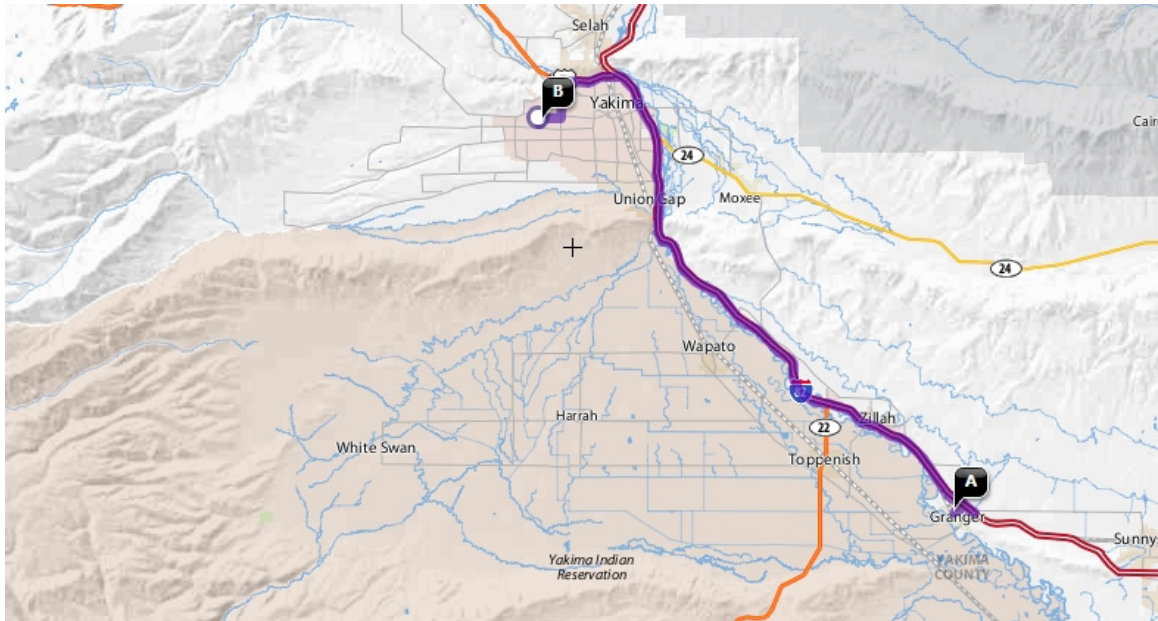 Selah
B
Yakima
24
Cair
Union Gap
Moxee
24
Wapato
82
Harrah
22
Zillah
White Swan
Toppenish
A
Granger
Sunny
Yakima Indian
Reservation
YAKIMA
COUNTY